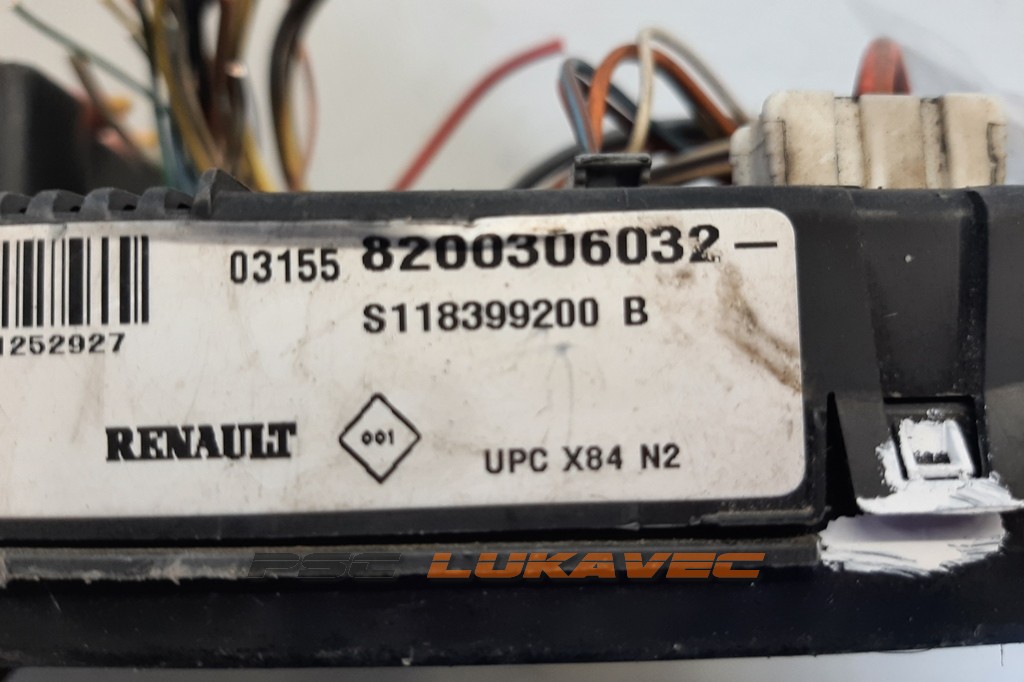 03155 8200306032 –
S118399200 B
1252927
RENAULT
001
UPC X84 N2
PSC LUKAVEC